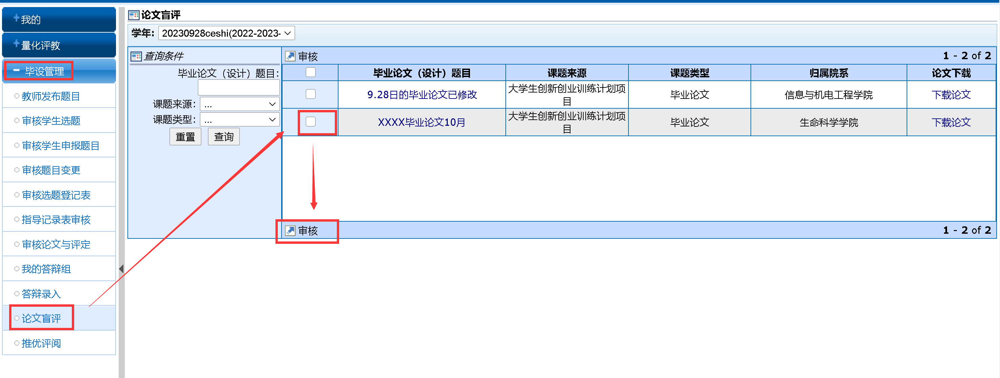 我的
量化评教
毕设管理
教师发布题目
审核学生选题
审核学生申报题目
审核题目变更
审核选题登记表
指导记录表审核
审核论文与评定
我的答辩组
答辩录入
论文盲评
推优评阅
论文盲评
学年: 20230928ceshi(2022-2023-
查询条件
毕业论文（设计）题目:
课题来源: ...
课题类型: ...
重置 查询
审核 1 - 2 of 2
毕业论文（设计）题目 课题来源 课题类型 归属院系 论文下载
9.28日的毕业论文已修改 大学生创新创业训练计划项目 毕业论文 信息与机电工程学院 下载论文
XXXX毕业论文10月 大学生创新创业训练计划项目 毕业论文 生命科学学院 下载论文
审核 1 - 2 of 2